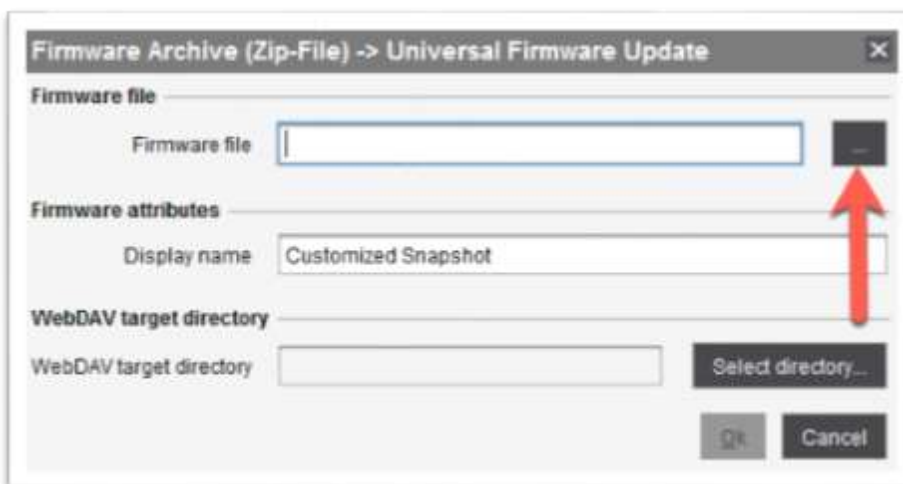 Firmware Archive (Zip-File) -> Universal Firmware Update
Firmware file
Firmware file ...
Firmware attributes
Display name Customized Snapshot
WebDAV target directory
WebDAV target directory Select directory...
Ok Cancel